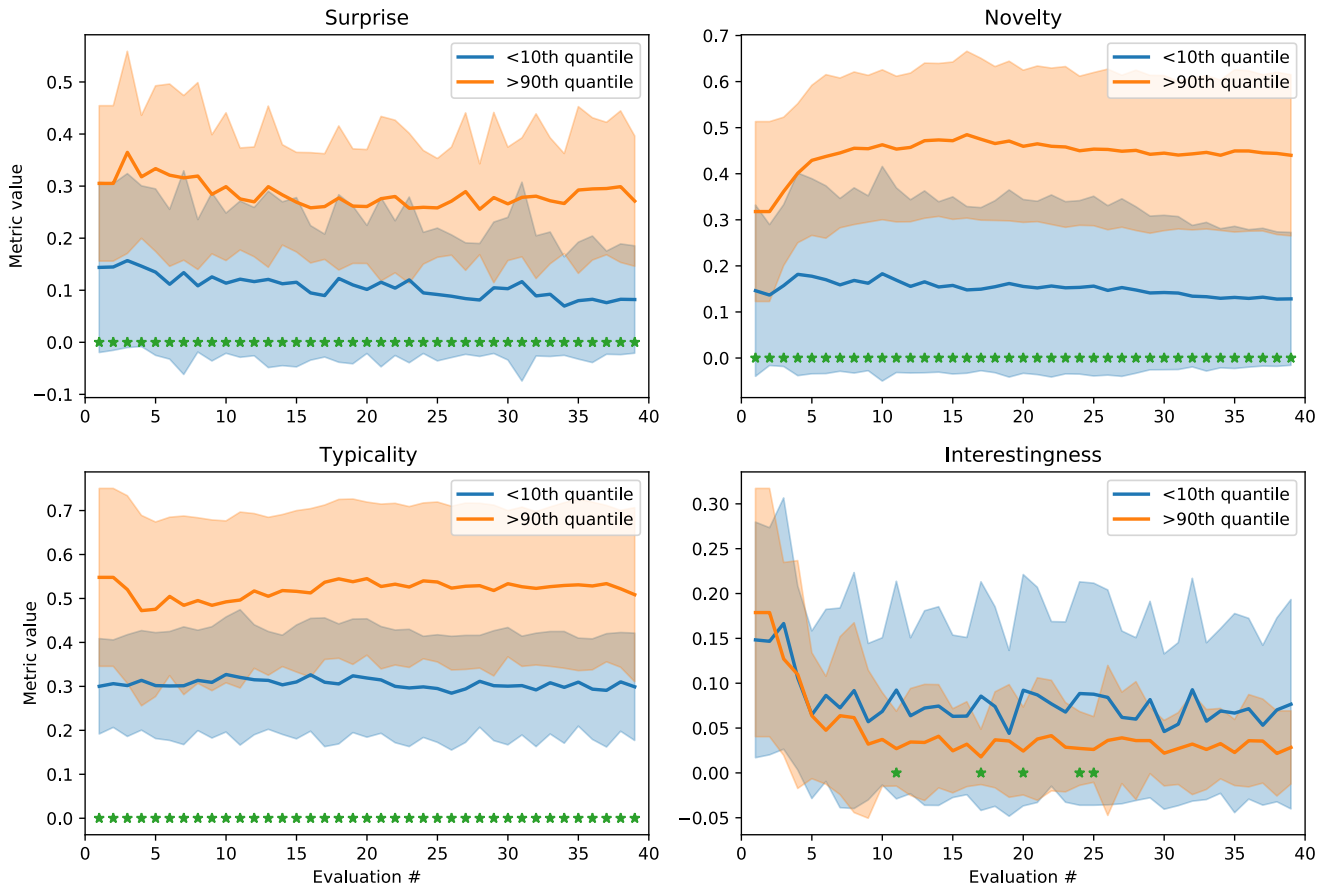 Surprise
<10th quantile
>90th quantile
Metric value
0.5
0.4
0.3
0.2
0.1
0.0
−0.1
0 5 10 15 20 25 30 35 40
Novelty
<10th quantile
>90th quantile
0.7
0.6
0.5
0.4
0.3
0.2
0.1
0.0
0 5 10 15 20 25 30 35 40
Typicality
<10th quantile
>90th quantile
Metric value
0.7
0.6
0.5
0.4
0.3
0.2
0.1
0.0
0 5 10 15 20 25 30 35 40
Evaluation #
Interestingness
<10th quantile
>90th quantile
0.30
0.25
0.20
0.15
0.10
0.05
0.00
−0.05
0 5 10 15 20 25 30 35 40
Evaluation #